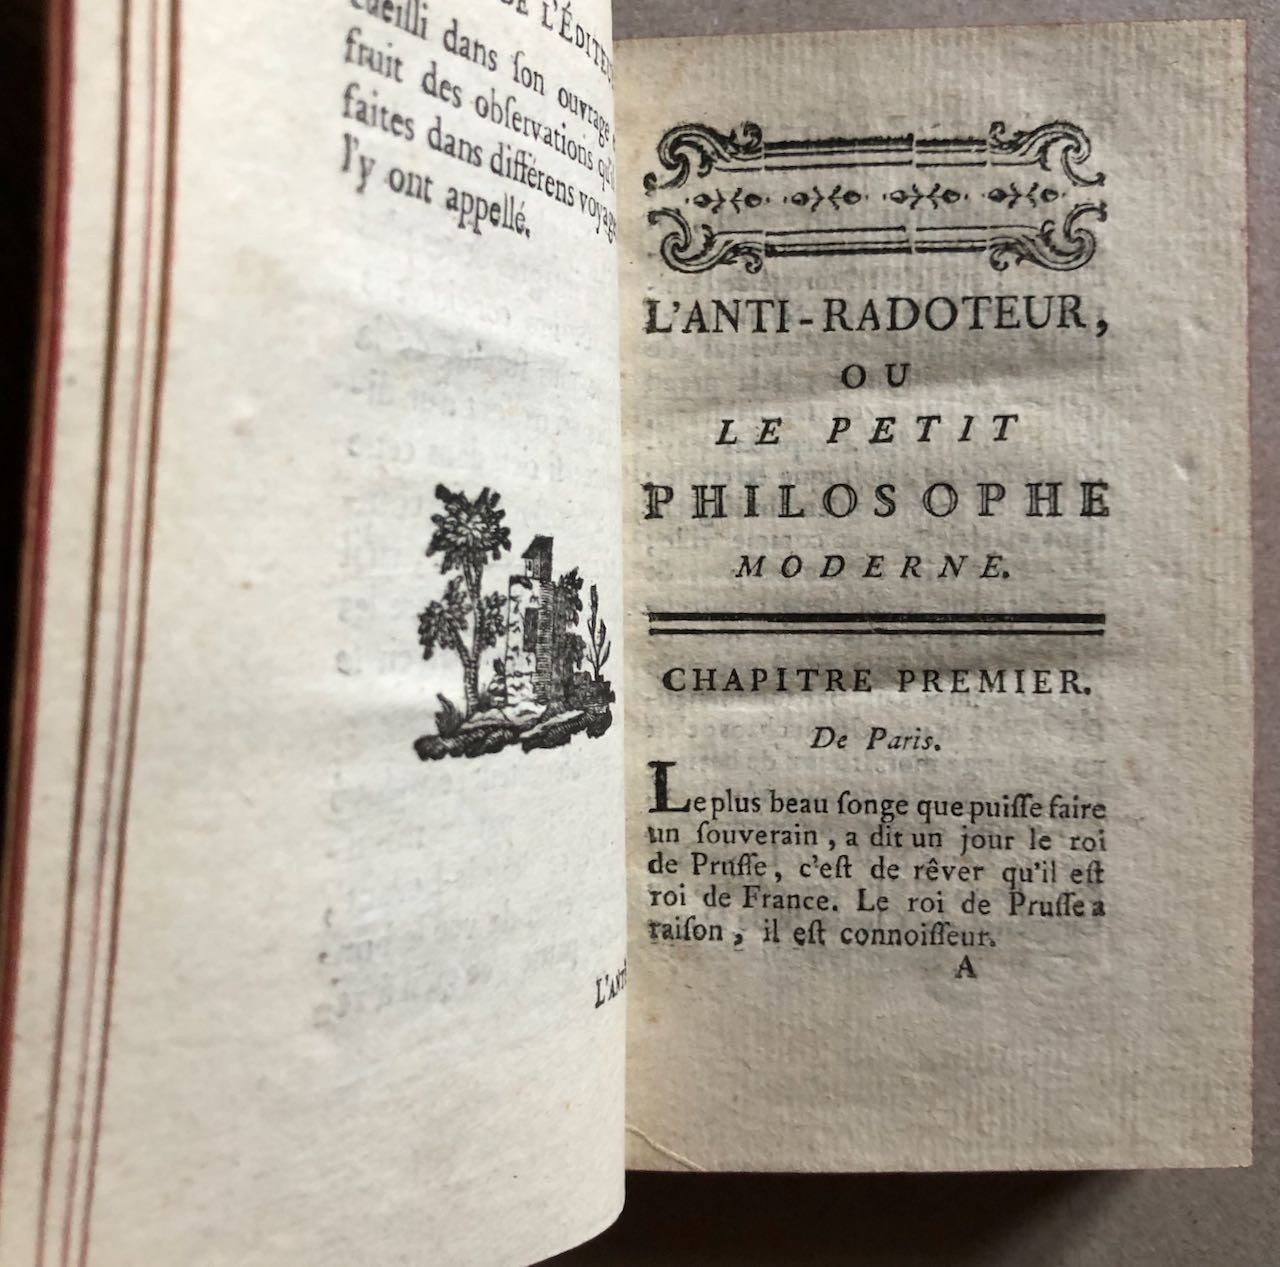 DE L'ÉDITEU
cueilli dans ſon ouvrage
fruit des obſervations qu'i
faites dans différens voyage
l'y ont appellé.
L'ANTI
L'ANTI-RADOTEUR,
OU
LE PETIT
PHILOSOPHE
MODERNE.
CHAPITRE PREMIER.
De Paris.
Le plus beau ſonge que puiſſe faire
un ſouverain, a dit un jour le roi
de Pruſſe, c'eſt de rêver qu'il eſt
roi de France. Le roi de Pruſſe a
raiſon, il eſt connoiſſeur.
A